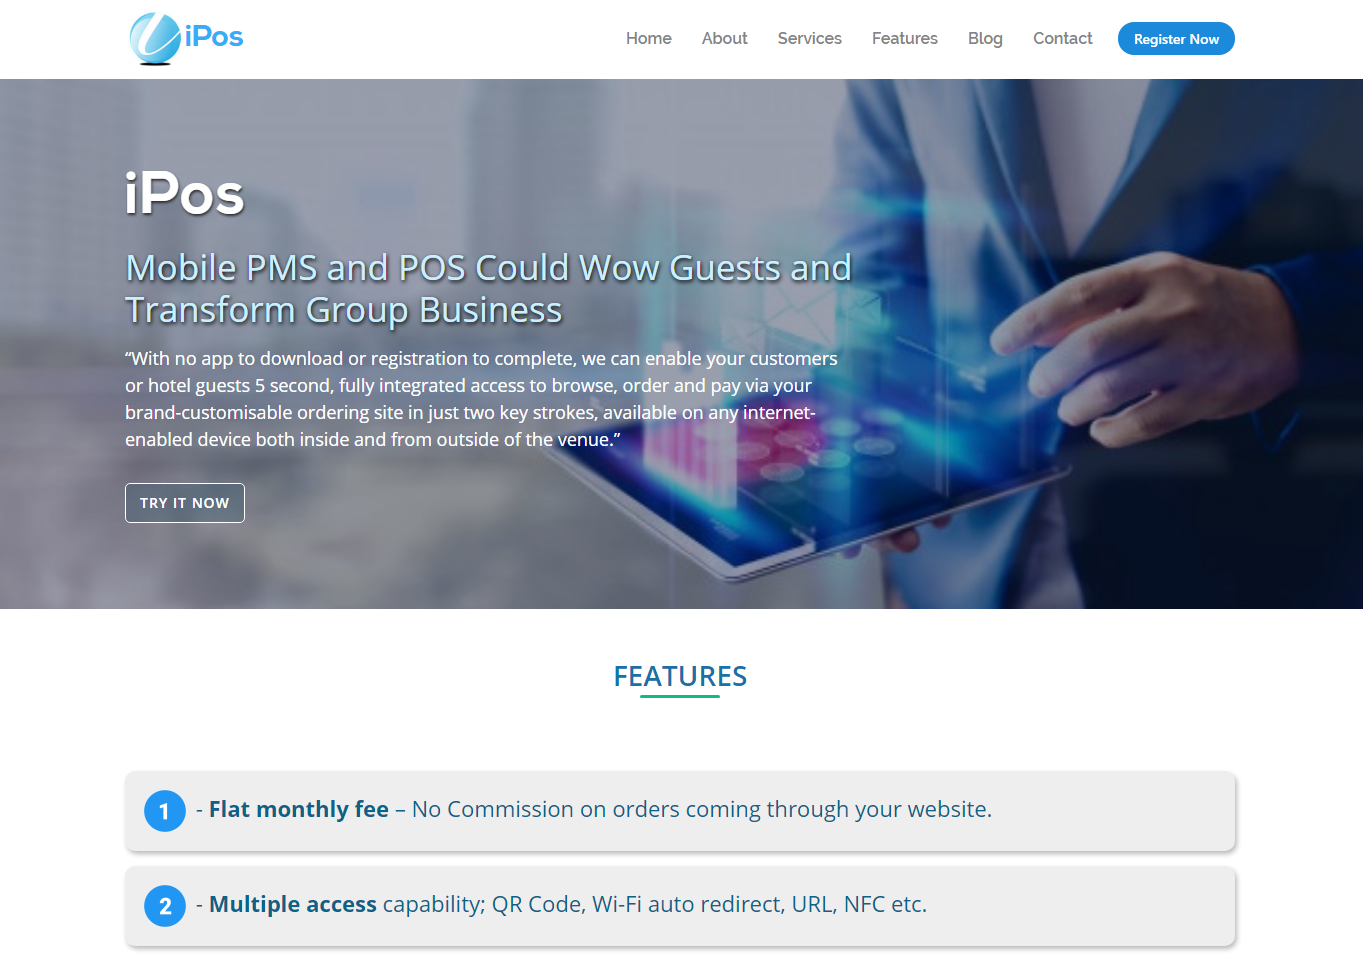 iPos
Home About Services Features Blog Contact Register Now
iPos
Mobile PMS and POS Could Wow Guests and
Transform Group Business
“With no app to download or registration to complete, we can enable your customers
or hotel guests 5 second, fully integrated access to browse, order and pay via your
brand-customisable ordering site in just two key strokes, available on any internet-
enabled device both inside and from outside of the venue.”
TRY IT NOW
FEATURES
1 - Flat monthly fee – No Commission on orders coming through your website.
2 - Multiple access capability; QR Code, Wi-Fi auto redirect, URL, NFC etc.